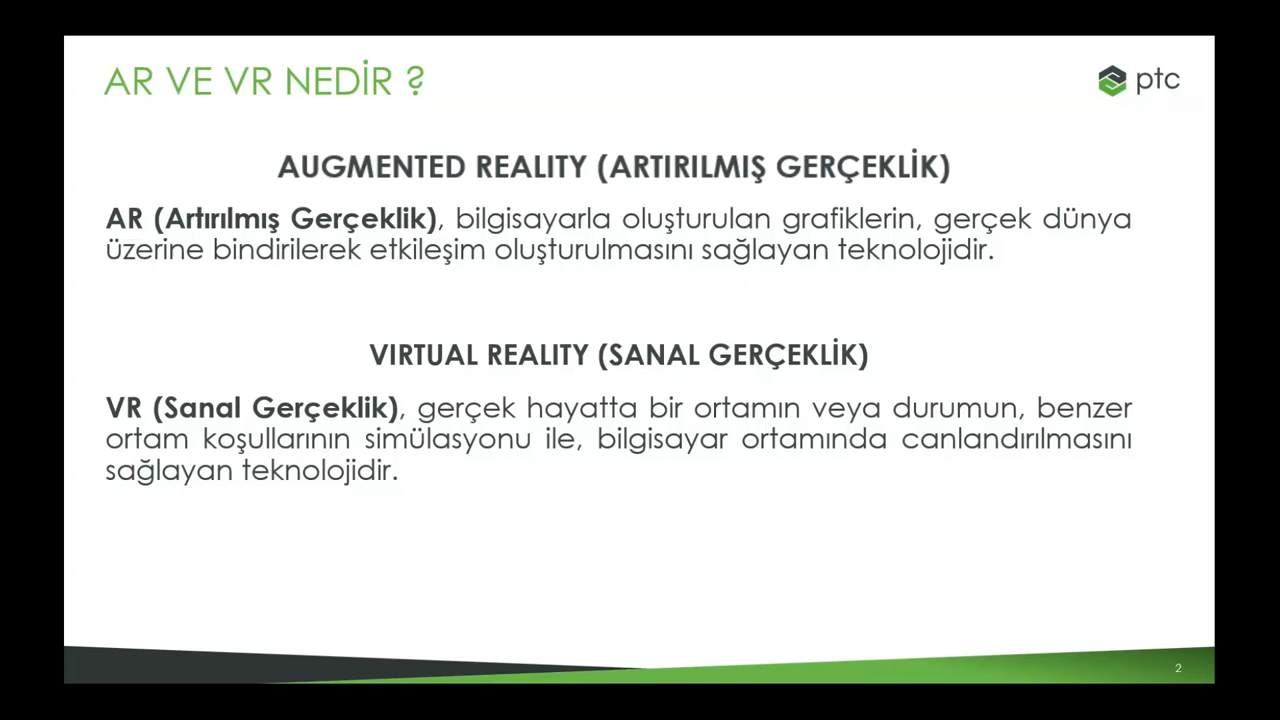 AR VE VR NEDİR ?
ptc
AUGMENTED REALITY (ARTIRILMIŞ GERÇEKLİK)
AR (Artırılmış Gerçeklik), bilgisayarla oluşturulan grafiklerin, gerçek dünya
üzerine bindirilerek etkileşim oluşturulmasını sağlayan teknolojidir.
VIRTUAL REALITY (SANAL GERÇEKLİK)
VR (Sanal Gerçeklik), gerçek hayatta bir ortamın veya durumun, benzer
ortam koşullarının simülasyonu ile, bilgisayar ortamında canlandırılmasını
sağlayan teknolojidir.
2